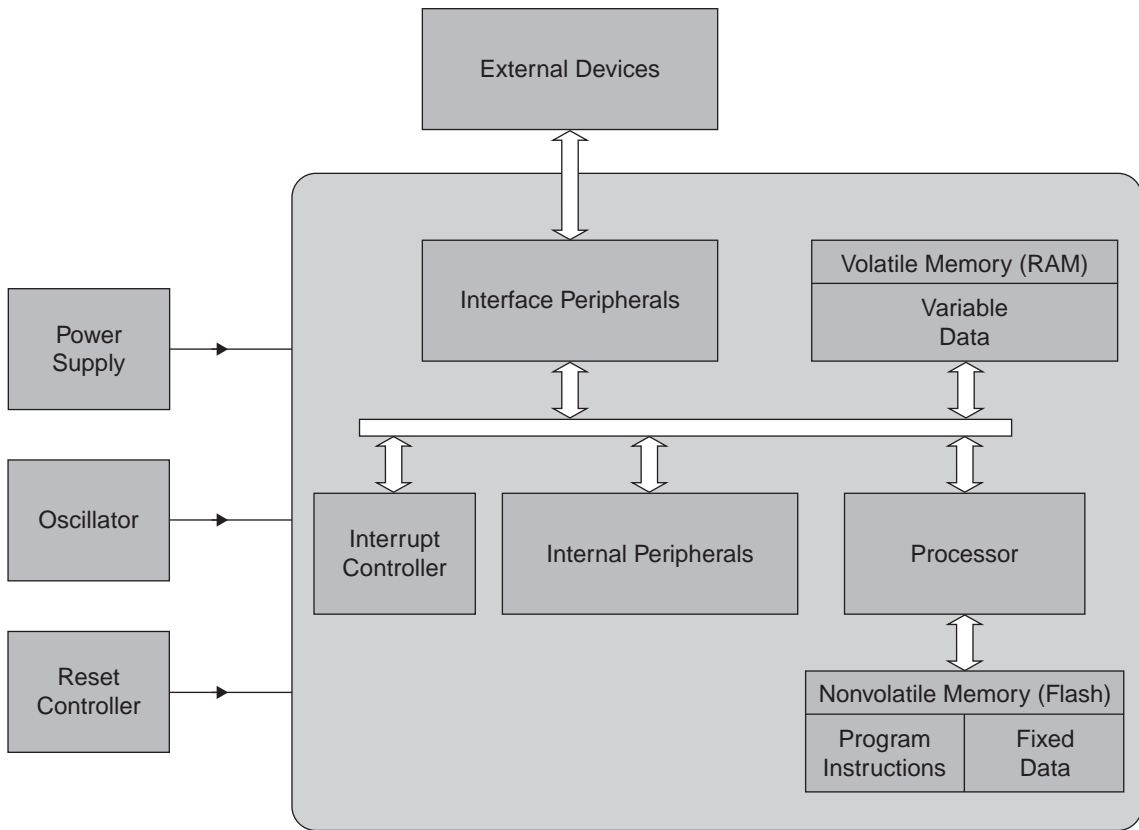 External Devices
Interface Peripherals
Volatile Memory (RAM)
Variable
Data
Power
Supply
Oscillator
Interrupt
Controller
Internal Peripherals
Processor
Reset
Controller
Nonvolatile Memory (Flash)
Program
Instructions
Fixed
Data